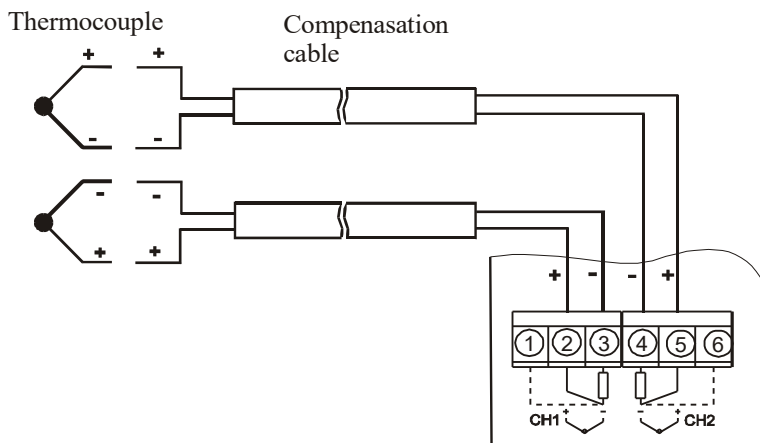 Thermocouple
Compenasation
cable
+ +
- -
- -
+ +
+ - - +
1 2 3 4 5 6
+ - - +
CH1 CH2